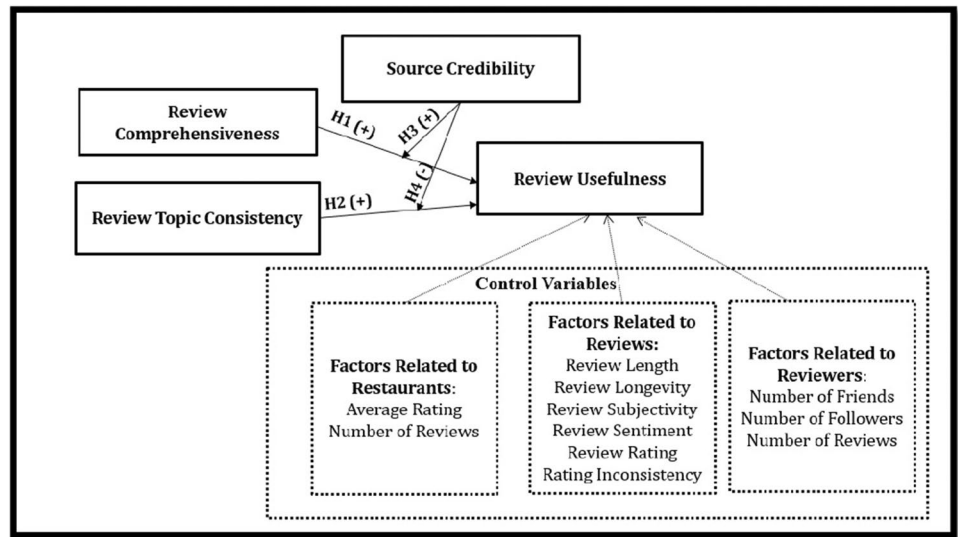 Source Credibility
Review
Comprehensiveness
H1 (+)
H3 (+)
H4 (-)
Review Usefulness
Review Topic Consistency
H2 (+)
Control Variables
Factors Related to
Restaurants:
Average Rating
Number of Reviews
Factors Related to
Reviews:
Review Length
Review Longevity
Review Subjectivity
Review Sentiment
Review Rating
Rating Inconsistency
Factors Related to
Reviewers:
Number of Friends
Number of Followers
Number of Reviews